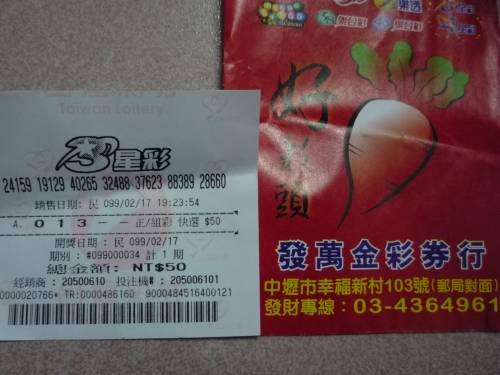 Taiwan Lottery
3星彩
24159 19129 40265 32488 37623 88389 28660
銷售日期: 民 099/02/17 19:23:54
A. 0 1 3 - - 正/組彩 快選 $50
開獎日期 : 民 099/02/17
期別 : #099000034 計 1 期
總金額: NT$50
經銷商 : 20500610 投注機# : 205006101
0000020766* TR:0000486160 9000484516400121
好彩頭
發萬金彩券行
中壢市幸福新村103號(郵局對面)
發財專線：03-4364961